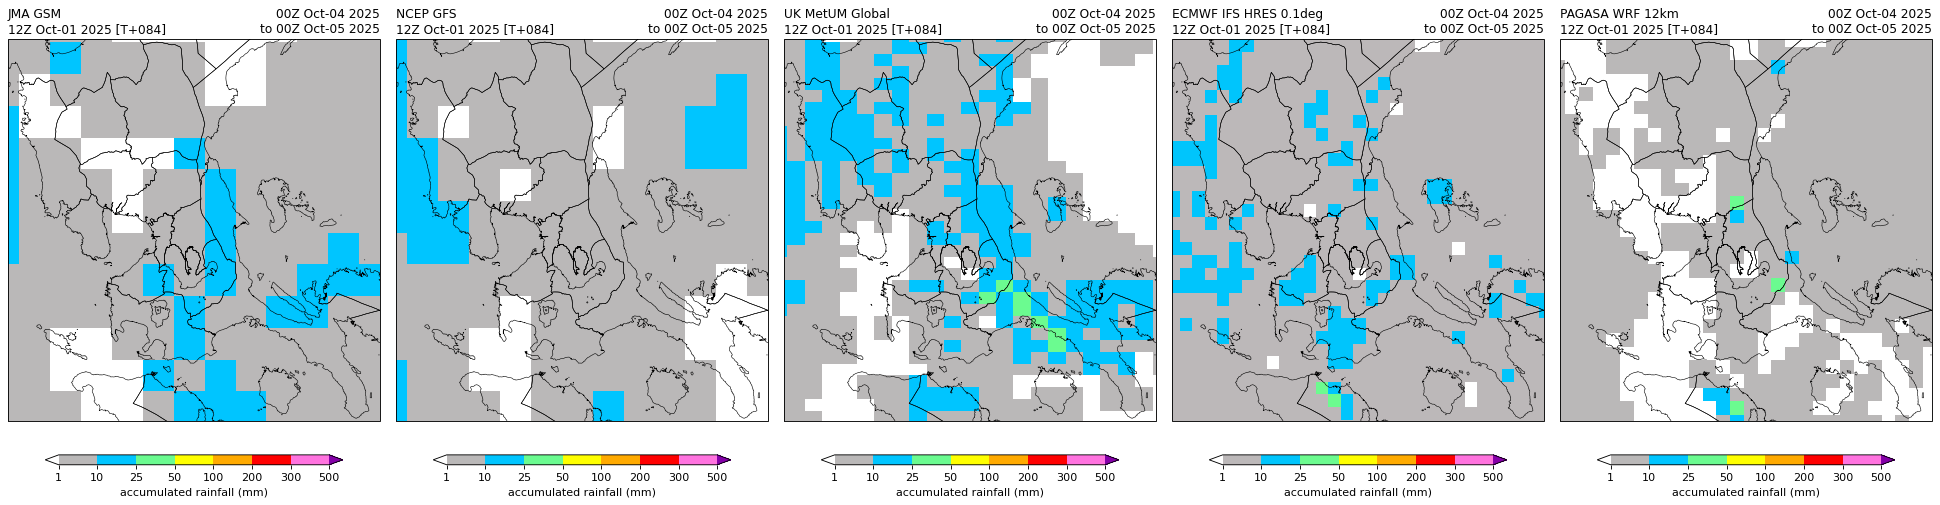 JMA GSM 00Z Oct-04 2025
12Z Oct-01 2025 [T+084] to 00Z Oct-05 2025
1 10 25 50 100 200 300 500
accumulated rainfall (mm)
NCEP GFS 00Z Oct-04 2025
12Z Oct-01 2025 [T+084] to 00Z Oct-05 2025
1 10 25 50 100 200 300 500
accumulated rainfall (mm)
UK MetUM Global 00Z Oct-04 2025
12Z Oct-01 2025 [T+084] to 00Z Oct-05 2025
1 10 25 50 100 200 300 500
accumulated rainfall (mm)
ECMWF IFS HRES 0.1deg 00Z Oct-04 2025
12Z Oct-01 2025 [T+084] to 00Z Oct-05 2025
1 10 25 50 100 200 300 500
accumulated rainfall (mm)
PAGASA WRF 12km 00Z Oct-04 2025
12Z Oct-01 2025 [T+084] to 00Z Oct-05 2025
1 10 25 50 100 200 300 500
accumulated rainfall (mm)